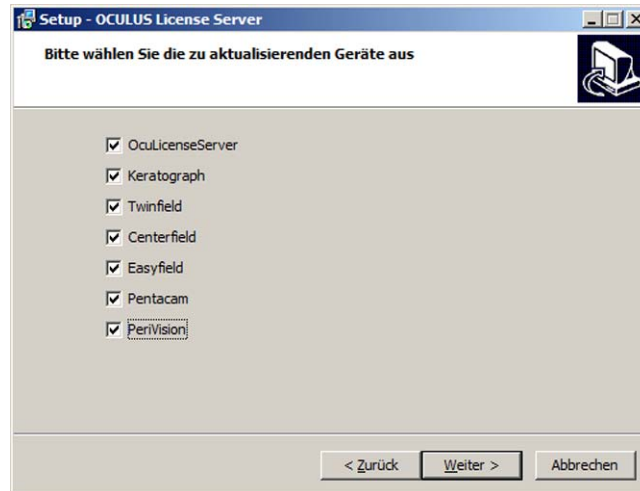 Setup - OCULUS License Server
Bitte wählen Sie die zu aktualisierenden Geräte aus
OcuLicenseServer
Keratograph
Twinfield
Centerfield
Easyfield
Pentacam
PeriVision
< Zurück
Weiter >
Abbrechen